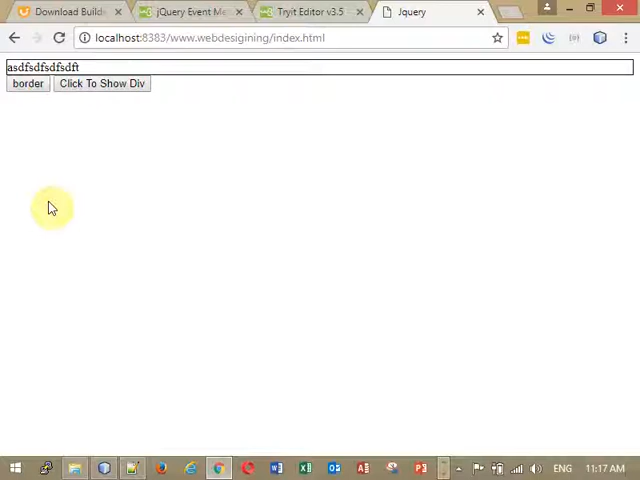 Download Build
jQuery Event Me
Tryit Editor v3.5
Jquery
localhost:8383/www.webdesigining/index.html
asdfsdfsdfsdft
border
Click To Show Div
ENG
11:17 AM